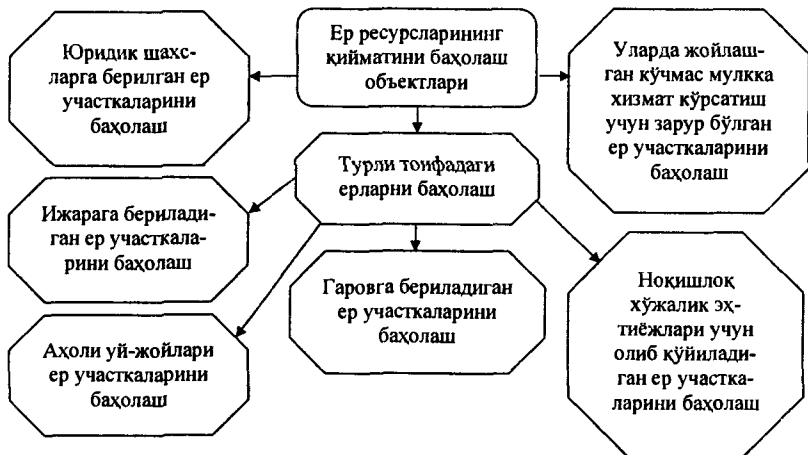 Юридик шахс-
ларга берилган ер
участкаларини
баҳолаш
Ер ресурсларининг
қийматини баҳолаш
объектлари
Уларда жойлаш-
ган кўчмас мулкка
хизмат кўрсатиш
учун зарур бўлган
ер участкаларини
баҳолаш
Турли тоифадаги
ерларни баҳолаш
Ижарага берилади-
ган ер участкала-
рини баҳолаш
Гаровга бериладиган
ер участкаларини
баҳолаш
Аҳоли уй-жойлари
ер участкаларини
баҳолаш
Ноқишлоқ
хўжалик эҳ-
тиёжлари учун
олиб қўйилади-
ган ер участка-
ларини баҳолаш